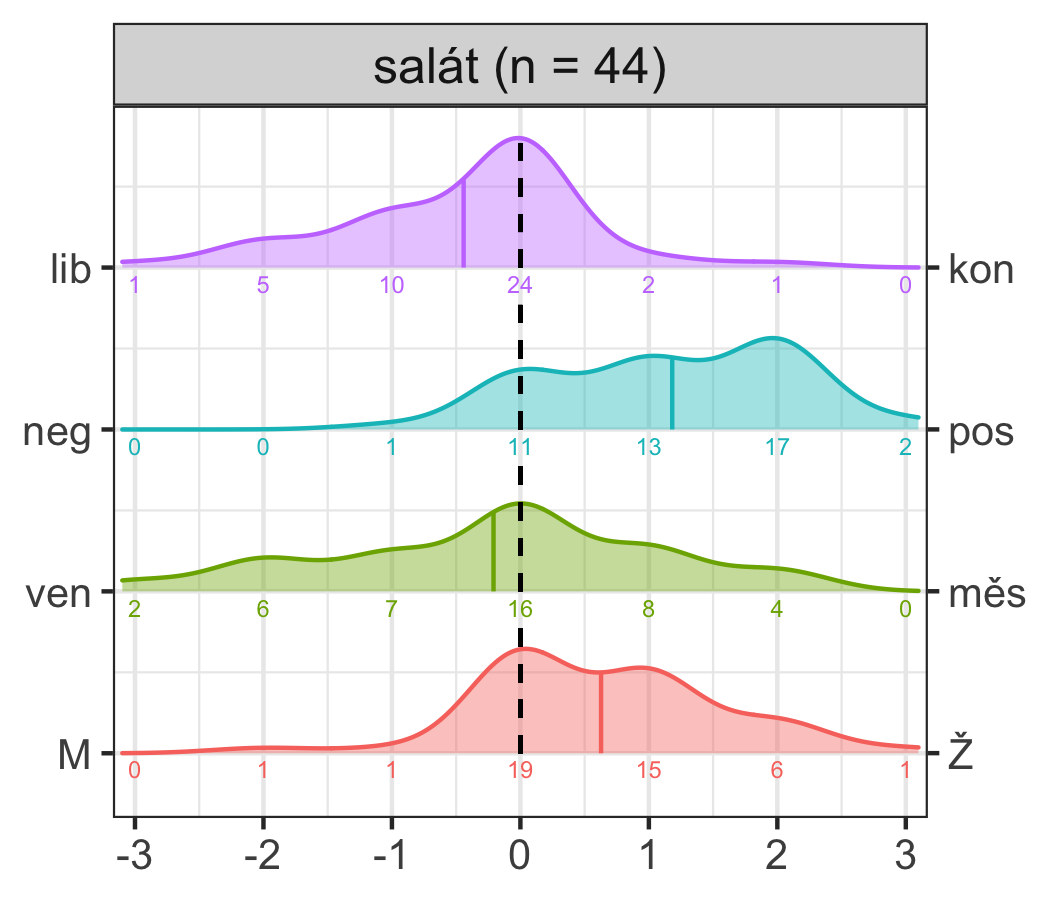 salát (n = 44)
lib kon
1 5 10 24 2 1 0
neg pos
0 0 1 11 13 17 2
ven měs
2 6 7 16 8 4 0
M Ž
0 1 1 19 15 6 1
-3 -2 -1 0 1 2 3